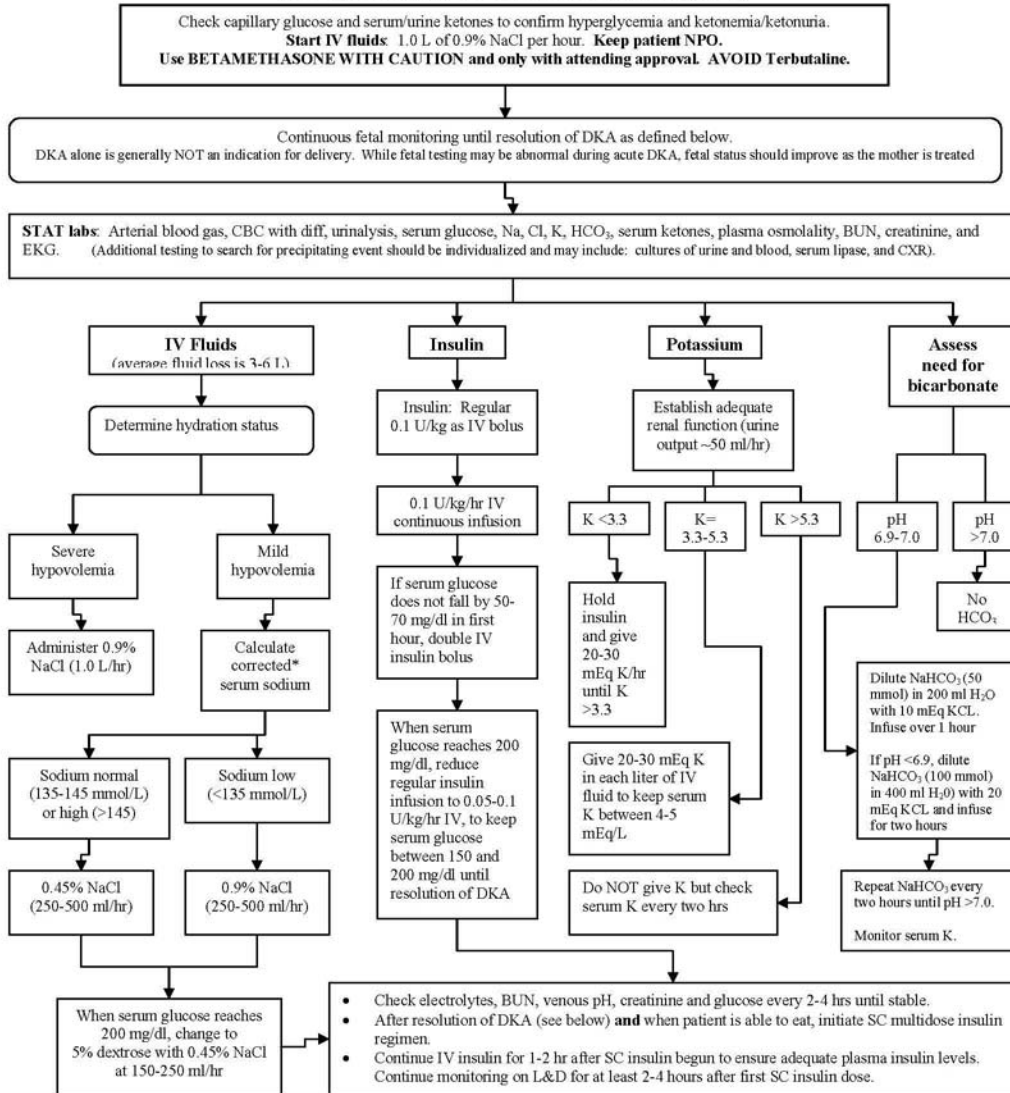 Check capillary glucose and serum/urine ketones to confirm hyperglycemia and ketonemia/ketonuria.
Start IV fluids: 1.0 L of 0.9% NaCl per hour. Keep patient NPO.
Use BETAMETHASONE WITH CAUTION and only with attending approval. AVOID Terbutaline.
Continuous fetal monitoring until resolution of DKA as defined below.
DKA alone is generally NOT an indication for delivery. While fetal testing may be abnormal during acute DKA, fetal status should improve as the mother is treated
STAT labs: Arterial blood gas, CBC with diff, urinalysis, serum glucose, Na, Cl, K, HCO₃, serum ketones, plasma osmolality, BUN, creatinine, and
EKG. (Additional testing to search for precipitating event should be individualized and may include: cultures of urine and blood, serum lipase, and CXR).
IV Fluids
(average fluid loss is 3-6 L)
Determine hydration status
Severe
hypovolemia
Administer 0.9%
NaCl (1.0 L/hr)
Mild
hypovolemia
Calculate
corrected*
serum sodium
Sodium normal
(135-145 mmol/L)
or high (>145)
Sodium low
(<135 mmol/L)
0.45% NaCl
(250-500 ml/hr)
0.9% NaCl
(250-500 ml/hr)
When serum glucose reaches
200 mg/dl, change to
5% dextrose with 0.45% NaCl
at 150-250 ml/hr
Insulin
Insulin: Regular
0.1 U/kg as IV bolus
0.1 U/kg/hr IV
continuous infusion
If serum glucose
does not fall by 50-
70 mg/dl in first
hour, double IV
insulin bolus
When serum
glucose reaches 200
mg/dl, reduce
regular insulin
infusion to 0.05-0.1
U/kg/hr IV, to keep
serum glucose
between 150 and
200 mg/dl until
resolution of DKA
Potassium
Establish adequate
renal function (urine
output ~50 ml/hr)
K <3.3
K=
3.3-5.3
K >5.3
Hold
insulin
and give
20-30
mEq K/hr
until K
>3.3
Give 20-30 mEq K
in each liter of IV
fluid to keep serum
K between 4-5
mEq/L
Do NOT give K but check
serum K every two hrs
Assess
need for
bicarbonate
pH
6.9-7.0
pH
>7.0
No
HCO₃
Dilute NaHCO₃ (50
mmol) in 200 ml H₂O
with 10 mEq KCL.
Infuse over 1 hour
If pH <6.9, dilute
NaHCO₃ (100 mmol)
in 400 ml H₂0) with 20
mEq KCL and infuse
for two hours
Repeat NaHCO₃ every
two hours until pH >7.0.
Monitor serum K.
• Check electrolytes, BUN, venous pH, creatinine and glucose every 2-4 hrs until stable.
• After resolution of DKA (see below) and when patient is able to eat, initiate SC multidose insulin
regimen.
• Continue IV insulin for 1-2 hr after SC insulin begun to ensure adequate plasma insulin levels.
Continue monitoring on L&D for at least 2-4 hours after first SC insulin dose.